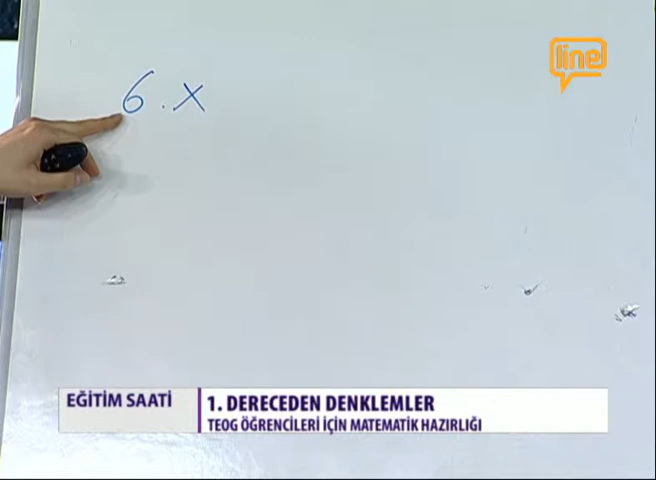 line
6 . x
EĞİTİM SAATİ
1. DERECEDEN DENKLEMLER
TEOG ÖĞRENCİLERİ İÇİN MATEMATİK HAZIRLIĞI